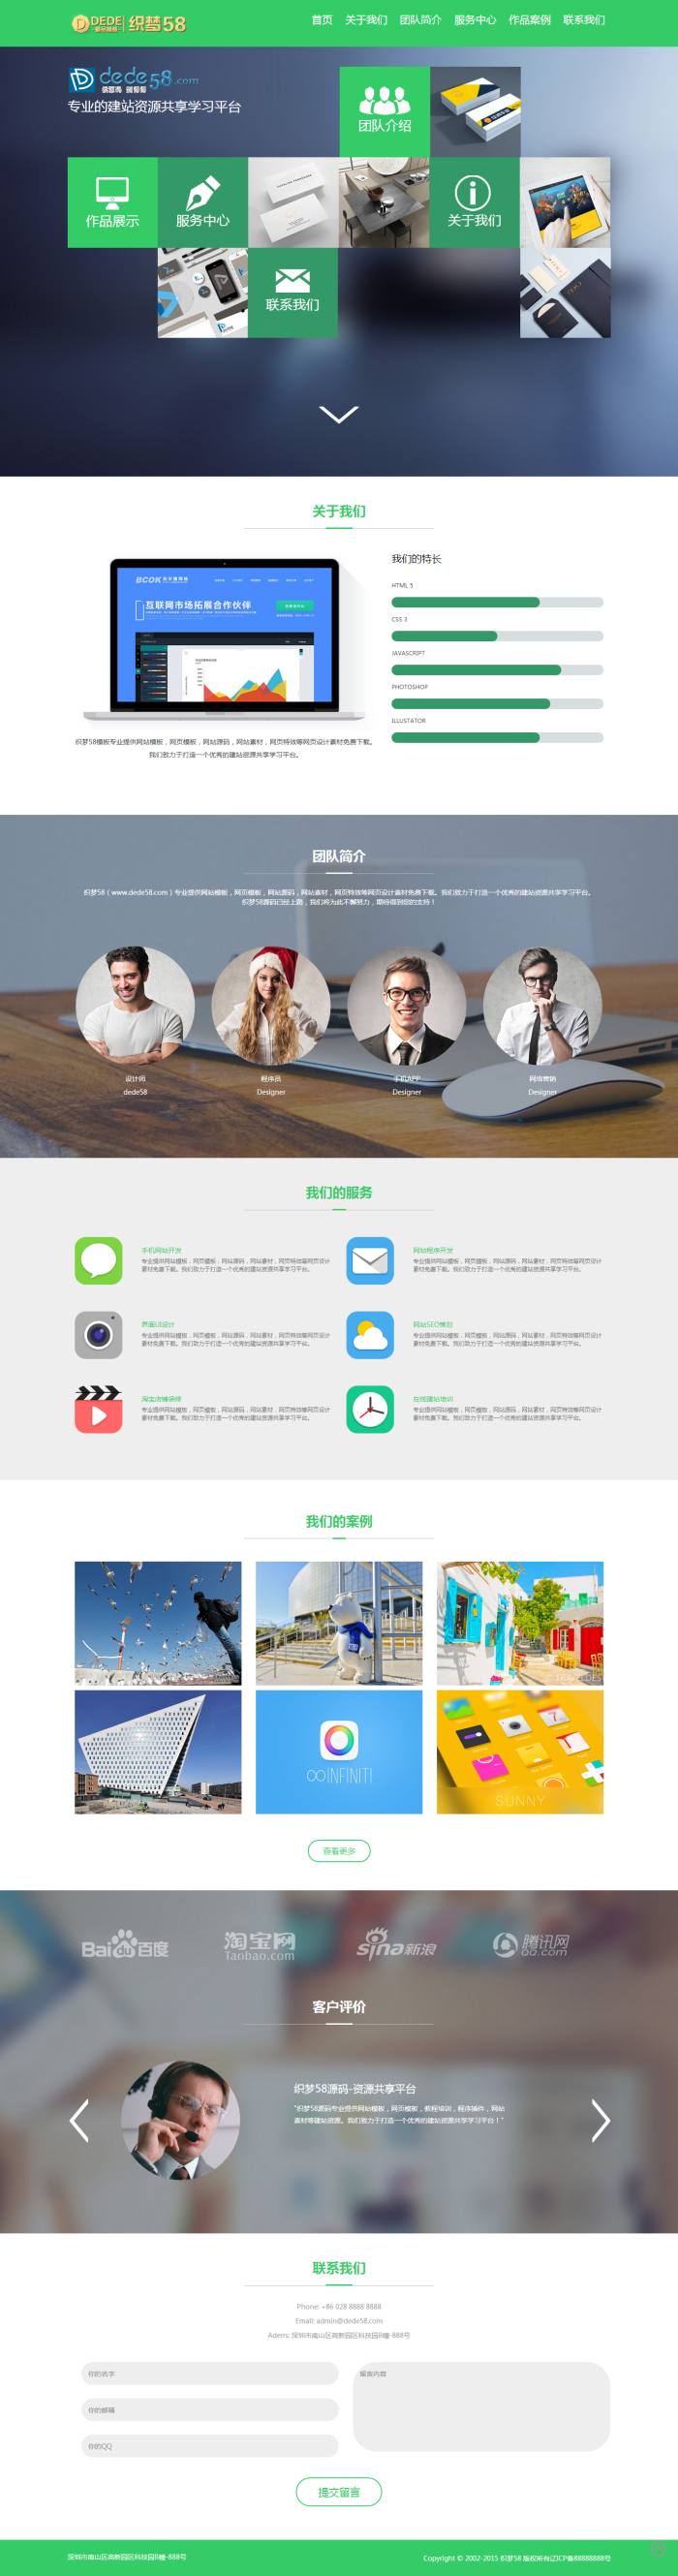 DEDE 织梦58
首页 关于我们 团队简介 服务中心 作品案例 联系我们
dede58.com
专业的建站资源共享学习平台
团队介绍
作品展示
服务中心
关于我们
联系我们
关于我们
BCOK
互联网市场拓展合作伙伴
织梦58模板专业提供网站模板，网页模板，网站源码，网站素材，网页特效等网页设计素材免费下载。
我们致力于打造一个优秀的建站资源共享学习平台。
我们的特长
HTML 5
CSS 3
JAVASCRIPT
PHOTOSHOP
ILLUSTATOR
团队简介
织梦58（www.dede58.com）专业提供网站模板，网页模板，网站源码，网站素材，网页特效等网页设计素材免费下载。我们致力于打造一个优秀的建站资源共享学习平台。
织梦58源码已经上路，我们将为此不懈努力，期待得到您的支持！
设计师
dede58
程序员
Designer
手机APP
Designer
网络营销
Designer
我们的服务
手机网站开发
专业提供网站模板，网页模板，网站源码，网站素材，网页特效等网页设计
素材免费下载。我们致力于打造一个优秀的建站资源共享学习平台。
网站程序开发
专业提供网站模板，网页模板，网站源码，网站素材，网页特效等网页设计
素材免费下载。我们致力于打造一个优秀的建站资源共享学习平台。
界面UI设计
专业提供网站模板，网页模板，网站源码，网站素材，网页特效等网页设计
素材免费下载。我们致力于打造一个优秀的建站资源共享学习平台。
网站SEO策划
专业提供网站模板，网页模板，网站源码，网站素材，网页特效等网页设计
素材免费下载。我们致力于打造一个优秀的建站资源共享学习平台。
淘宝店铺装修
专业提供网站模板，网页模板，网站源码，网站素材，网页特效等网页设计
素材免费下载。我们致力于打造一个优秀的建站资源共享学习平台。
在线建站培训
专业提供网站模板，网页模板，网站源码，网站素材，网页特效等网页设计
素材免费下载。我们致力于打造一个优秀的建站资源共享学习平台。
我们的案例
INFINITI
SUNNY
查看更多
Bai du 百度
淘宝网
Taobao.com
sina新浪
腾讯网
QQ.com
客户评价
织梦58源码-资源共享平台
"织梦58源码专业提供网站模板，网页模板，教程培训，程序插件，网站
素材等建站资源。我们致力于打造一个优秀的建站资源共享学习平台！"
联系我们
Phone: +86 028 8888 8888
Email: admin@dede58.com
Aderrs: 深圳市南山区高新园区科技园B幢-888号
你的名字
留言内容
你的邮箱
你的QQ
提交留言
深圳市南山区高新园区科技园B幢-888号
Copyright © 2002-2015 织梦58 版权所有辽ICP备88888888号